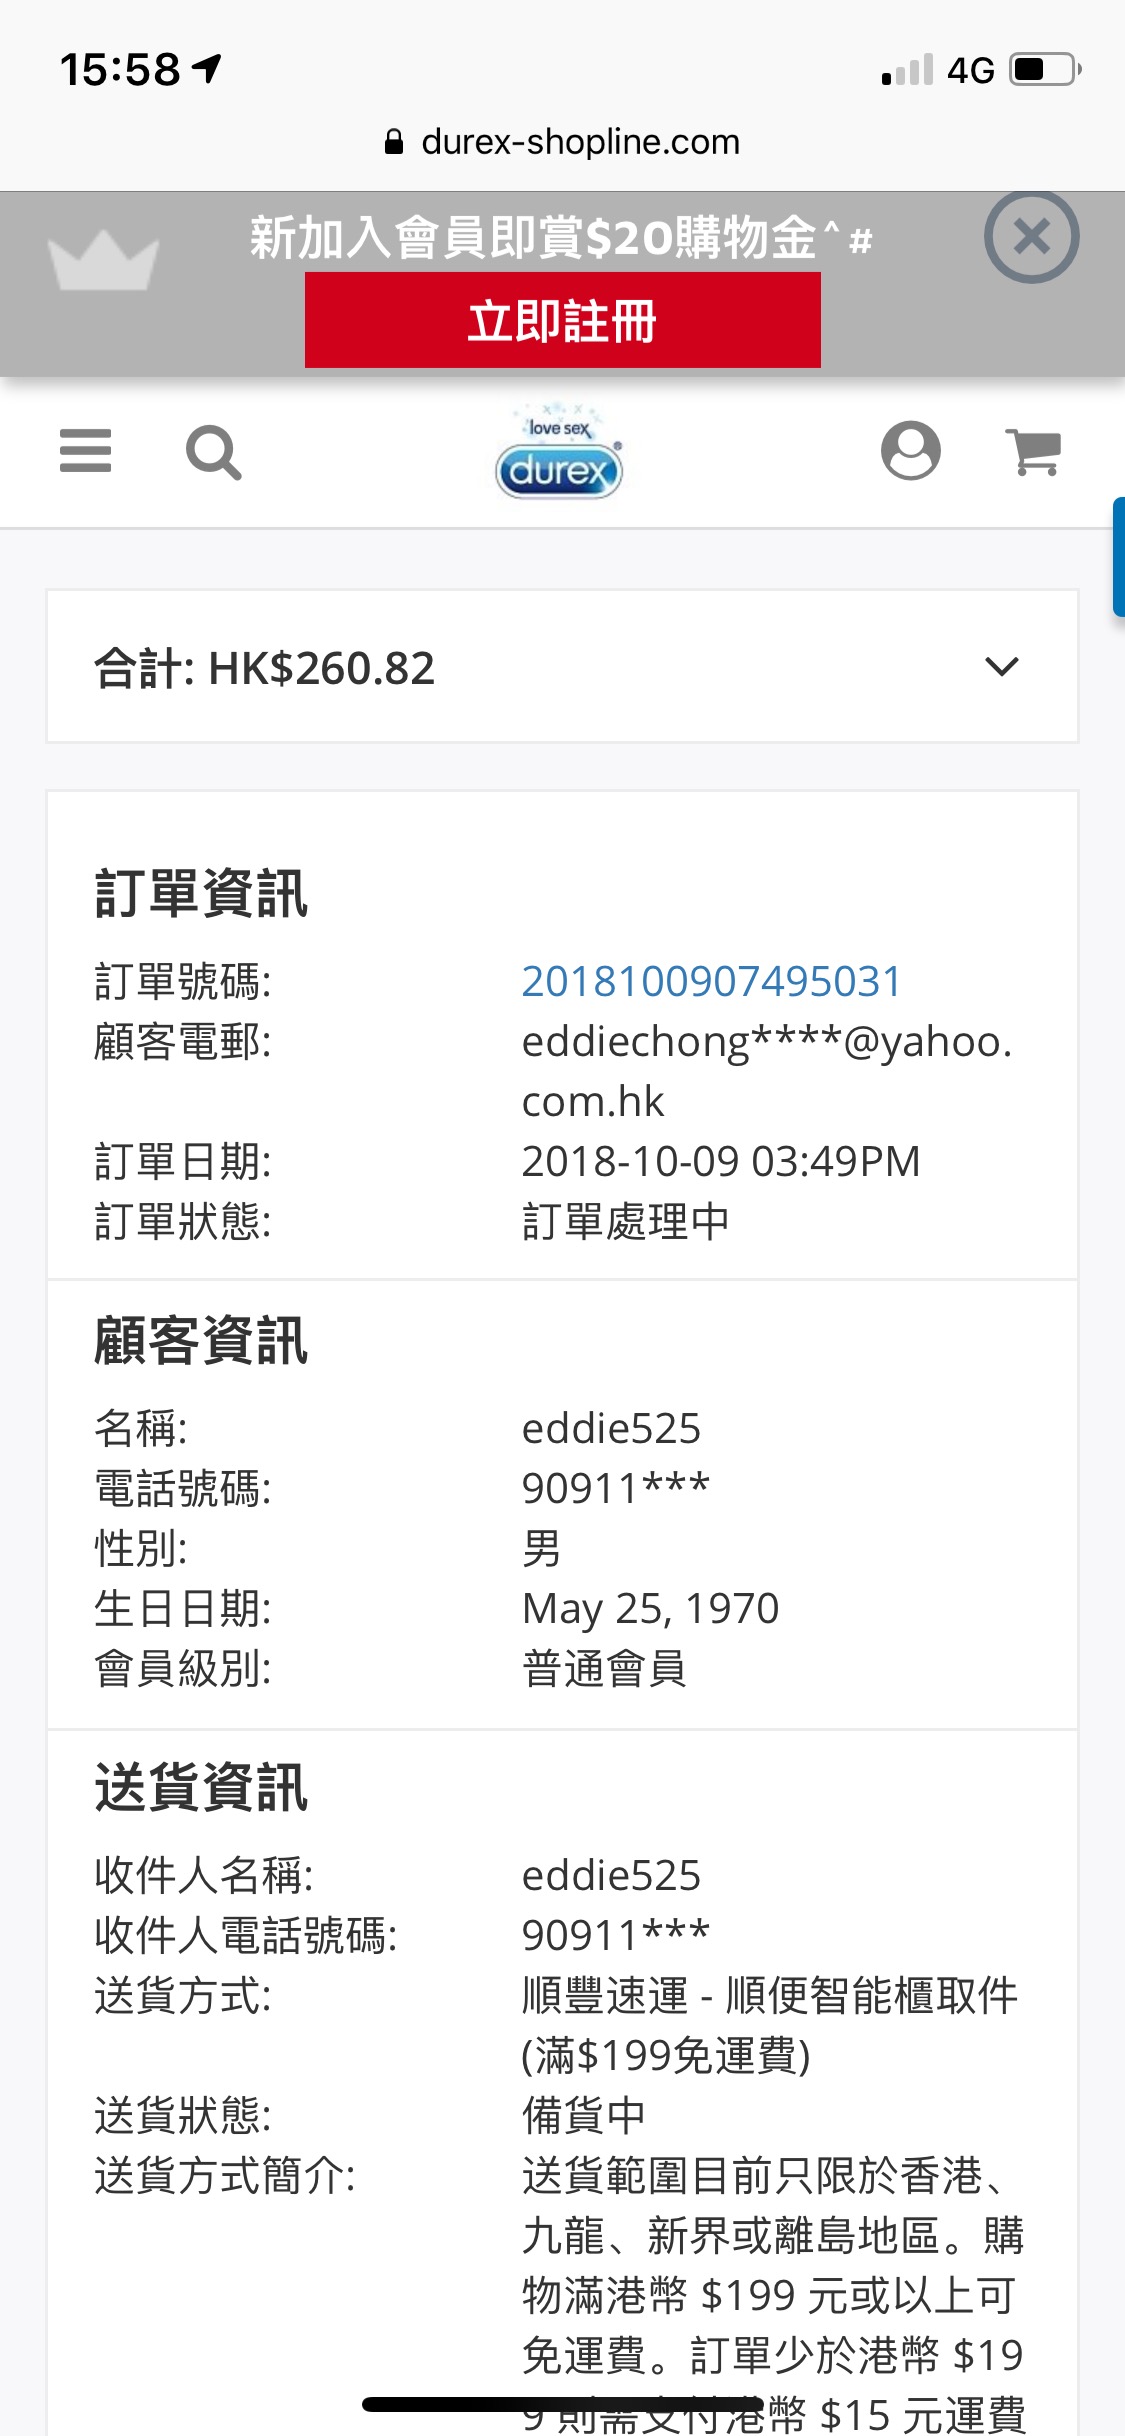 15:58
4G
durex-shopline.com
新加入會員即賞$20購物金^#
立即註冊
love sex
durex®
合計: HK$260.82
訂單資訊
訂單號碼: 2018100907495031
顧客電郵: eddiechong****@yahoo.
com.hk
訂單日期: 2018-10-09 03:49PM
訂單狀態: 訂單處理中
顧客資訊
名稱: eddie525
電話號碼: 90911***
性別: 男
生日日期: May 25, 1970
會員級別: 普通會員
送貨資訊
收件人名稱: eddie525
收件人電話號碼: 90911***
送貨方式: 順豐速運 - 順便智能櫃取件
(滿$199免運費)
送貨狀態: 備貨中
送貨方式簡介: 送貨範圍目前只限於香港、
九龍、新界或離島地區。購
物滿港幣 $199 元或以上可
免運費。訂單少於港幣 $19
9 則需支付港幣 $15 元運費